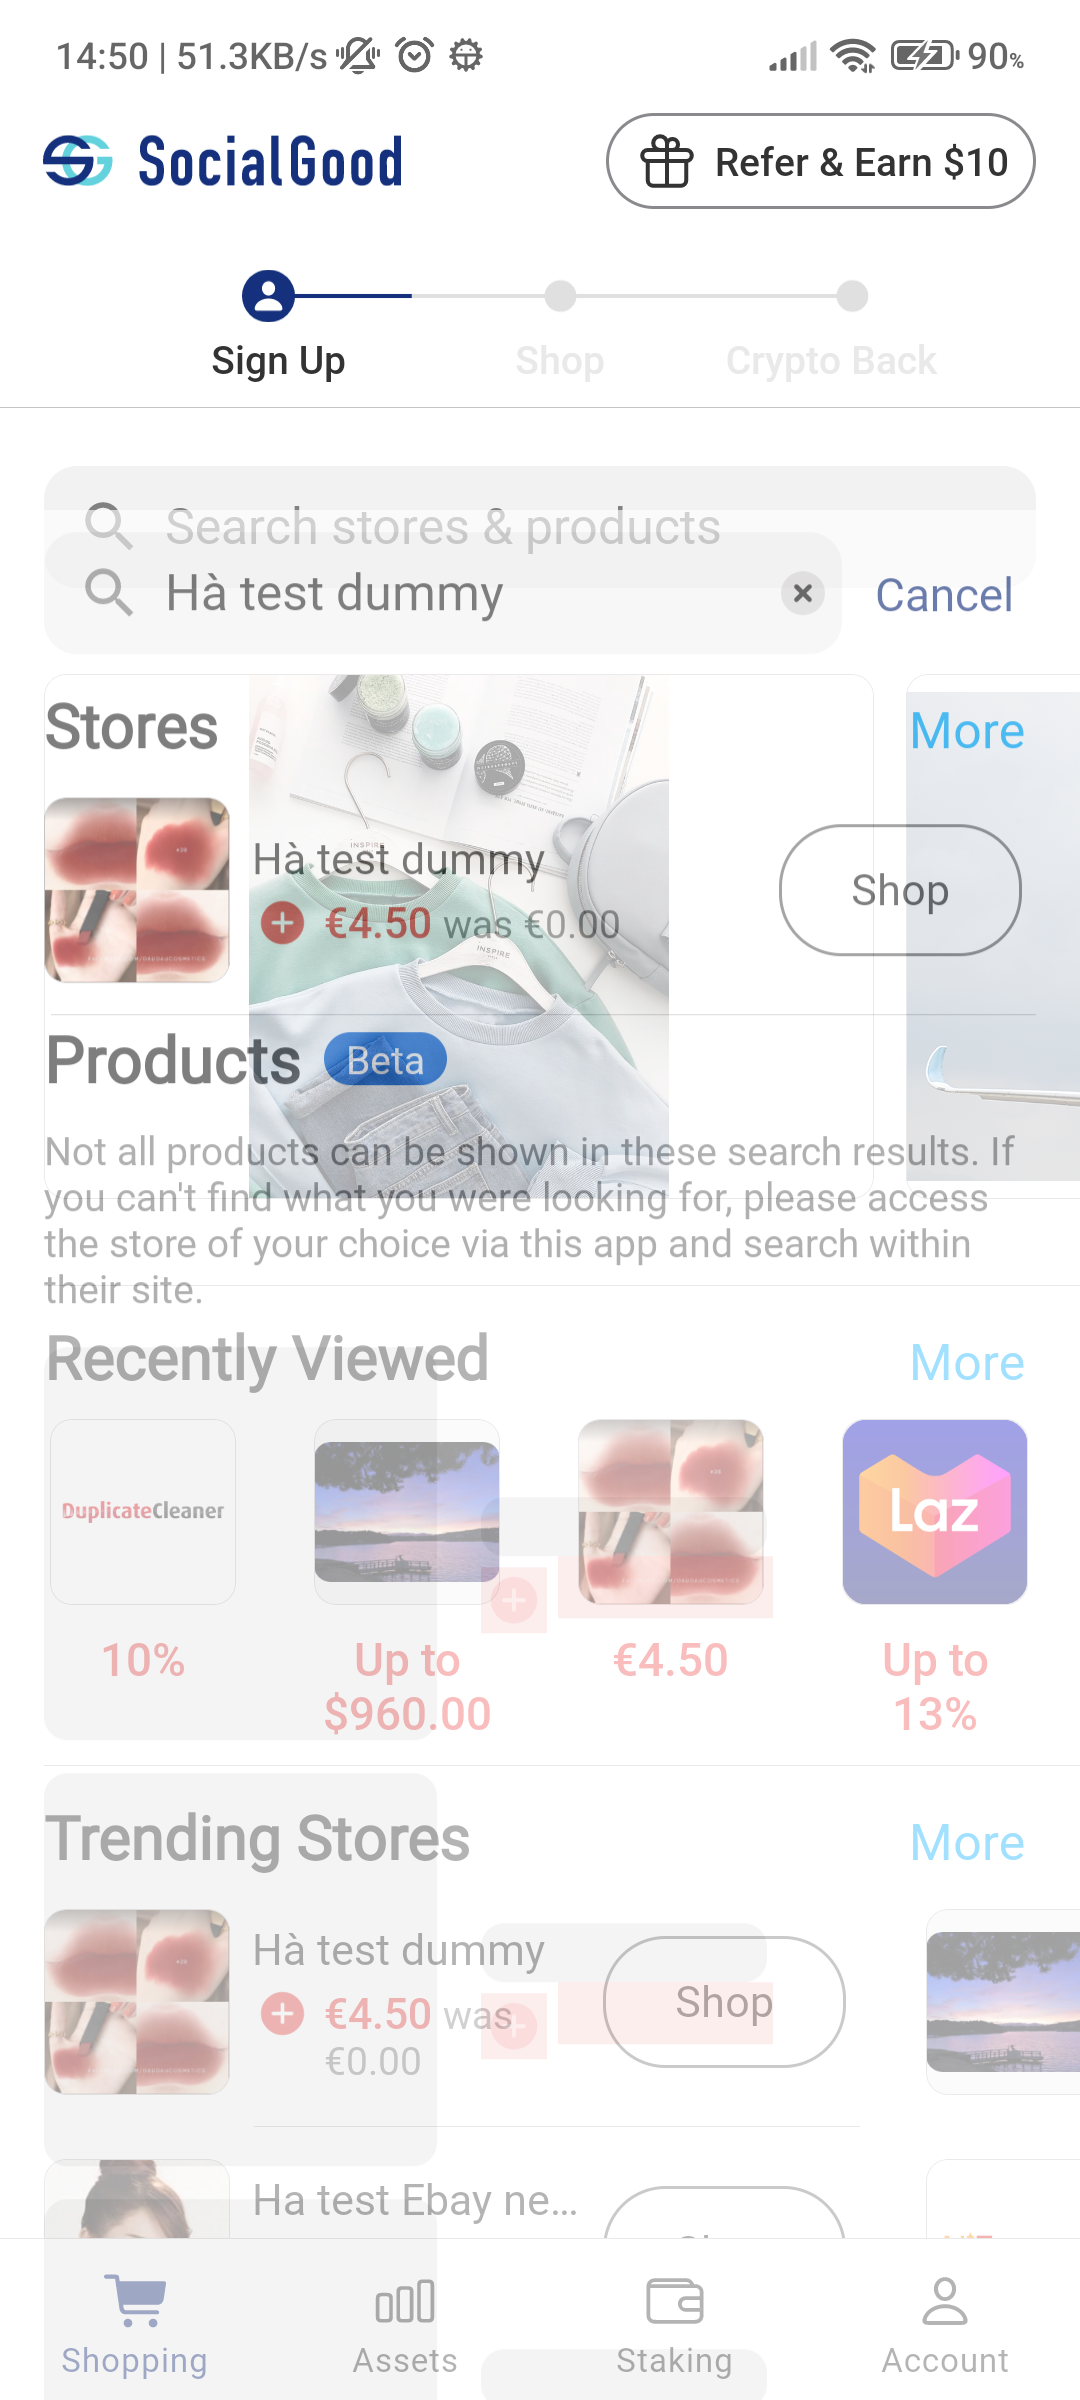 14:50 | 51.3KB/s
90%
SocialGood
Refer & Earn $10
Sign Up
Shop
Crypto Back
Search stores & products
Hà test dummy
Cancel
Stores
More
INSPIRE
Hà test dummy
Shop
+ €4.50 was €0.00
INSPIRE
Products
Beta
Not all products can be shown in these search results. If
you can't find what you were looking for, please access
the store of your choice via this app and search within
their site.
Recently Viewed
More
DuplicateCleaner
Laz
10%
Up to
$960.00
€4.50
Up to
13%
Trending Stores
More
Hà test dummy
+ €4.50 was
€0.00
Shop
Ha test Ebay ne...
Shopping
Assets
Staking
Account